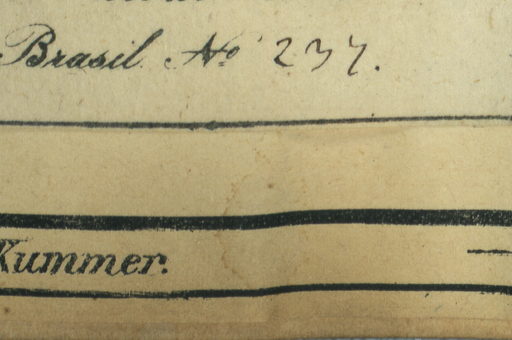 Brasil No 237.
Kummer.